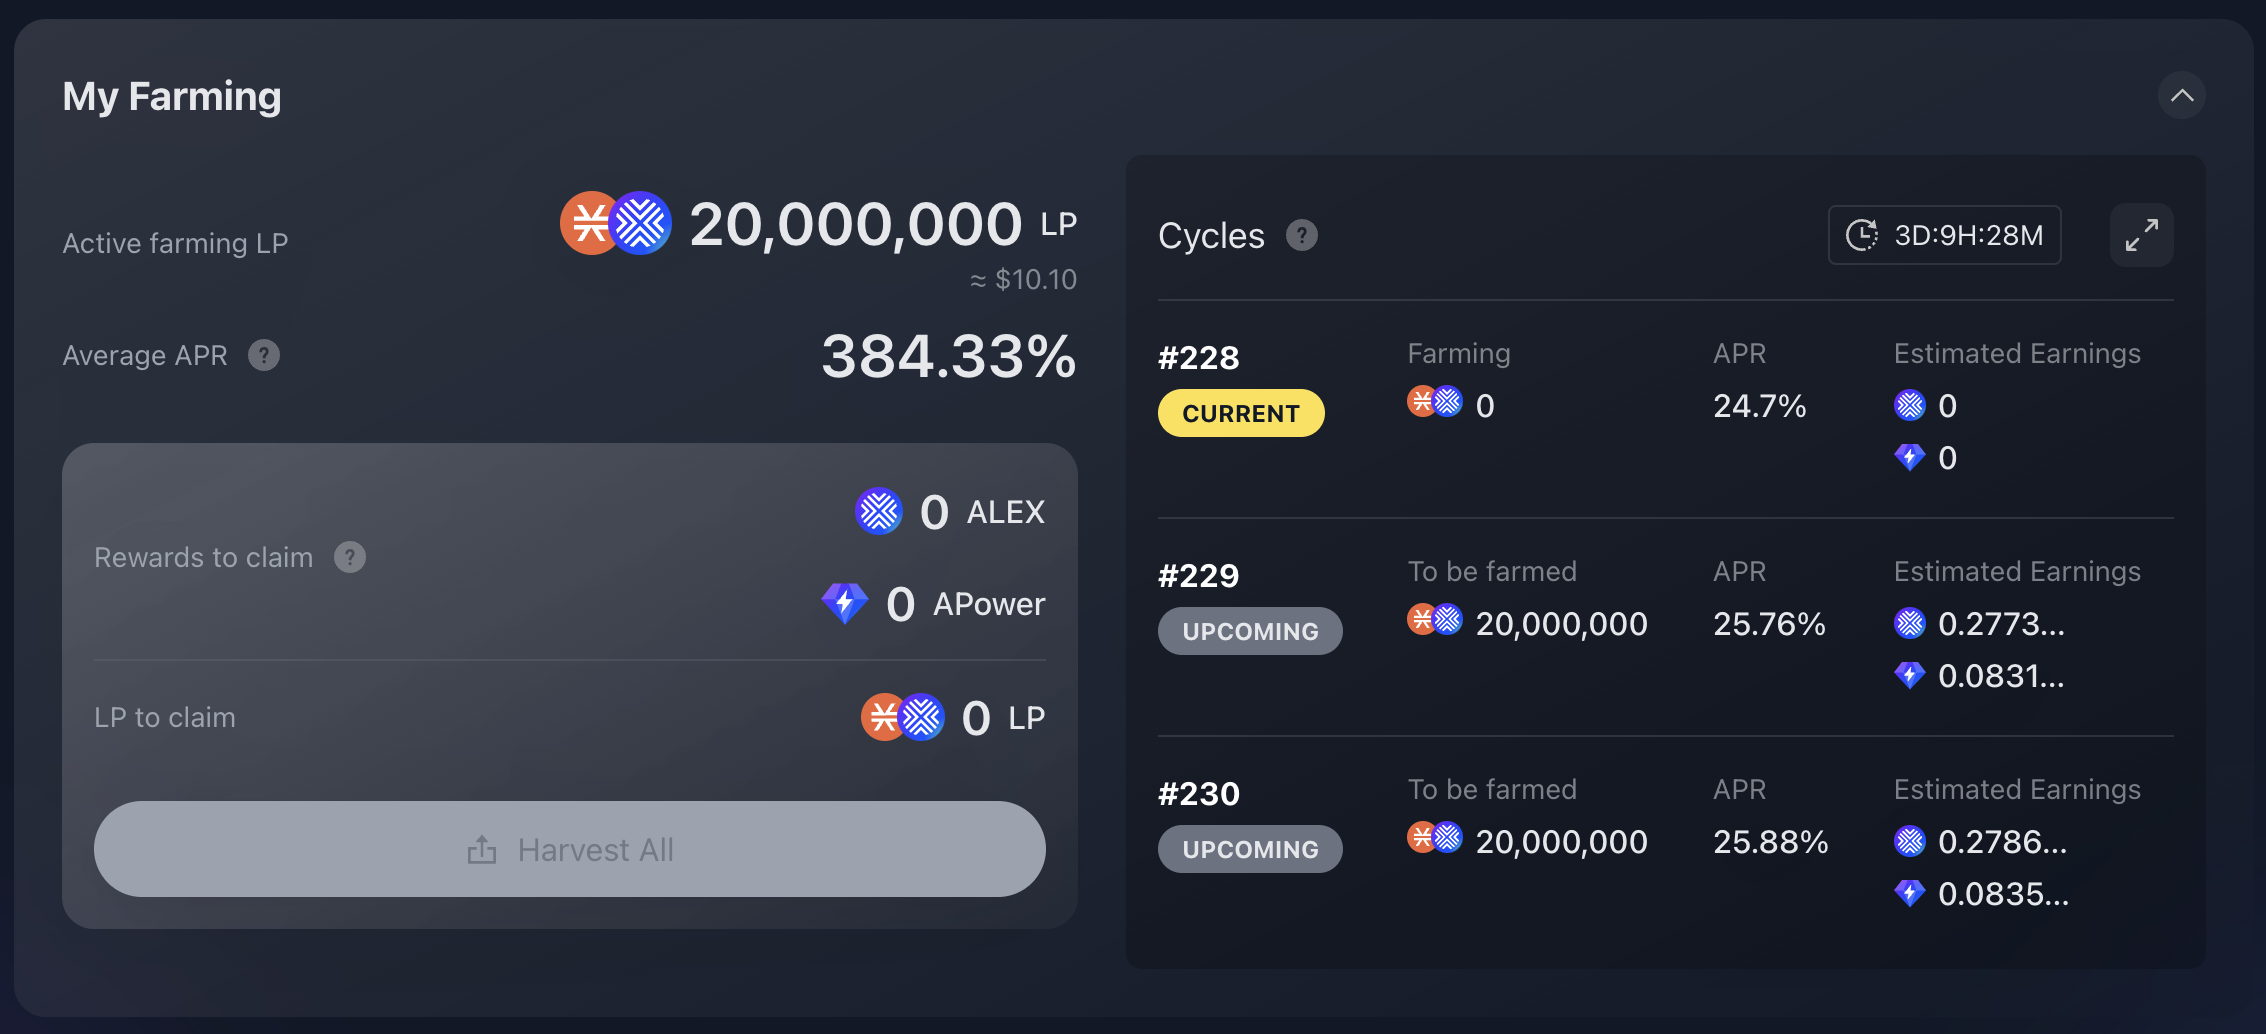 My Farming
Active farming LP
20,000,000 LP
≈ $10.10
Average APR ?
384.33%
Rewards to claim ?
0 ALEX
0 APower
LP to claim
0 LP
Harvest All
Cycles ?
3D:9H:28M
#228
CURRENT
Farming
0
APR
24.7%
Estimated Earnings
0
0
#229
UPCOMING
To be farmed
20,000,000
APR
25.76%
Estimated Earnings
0.2773...
0.0831...
#230
UPCOMING
To be farmed
20,000,000
APR
25.88%
Estimated Earnings
0.2786...
0.0835...